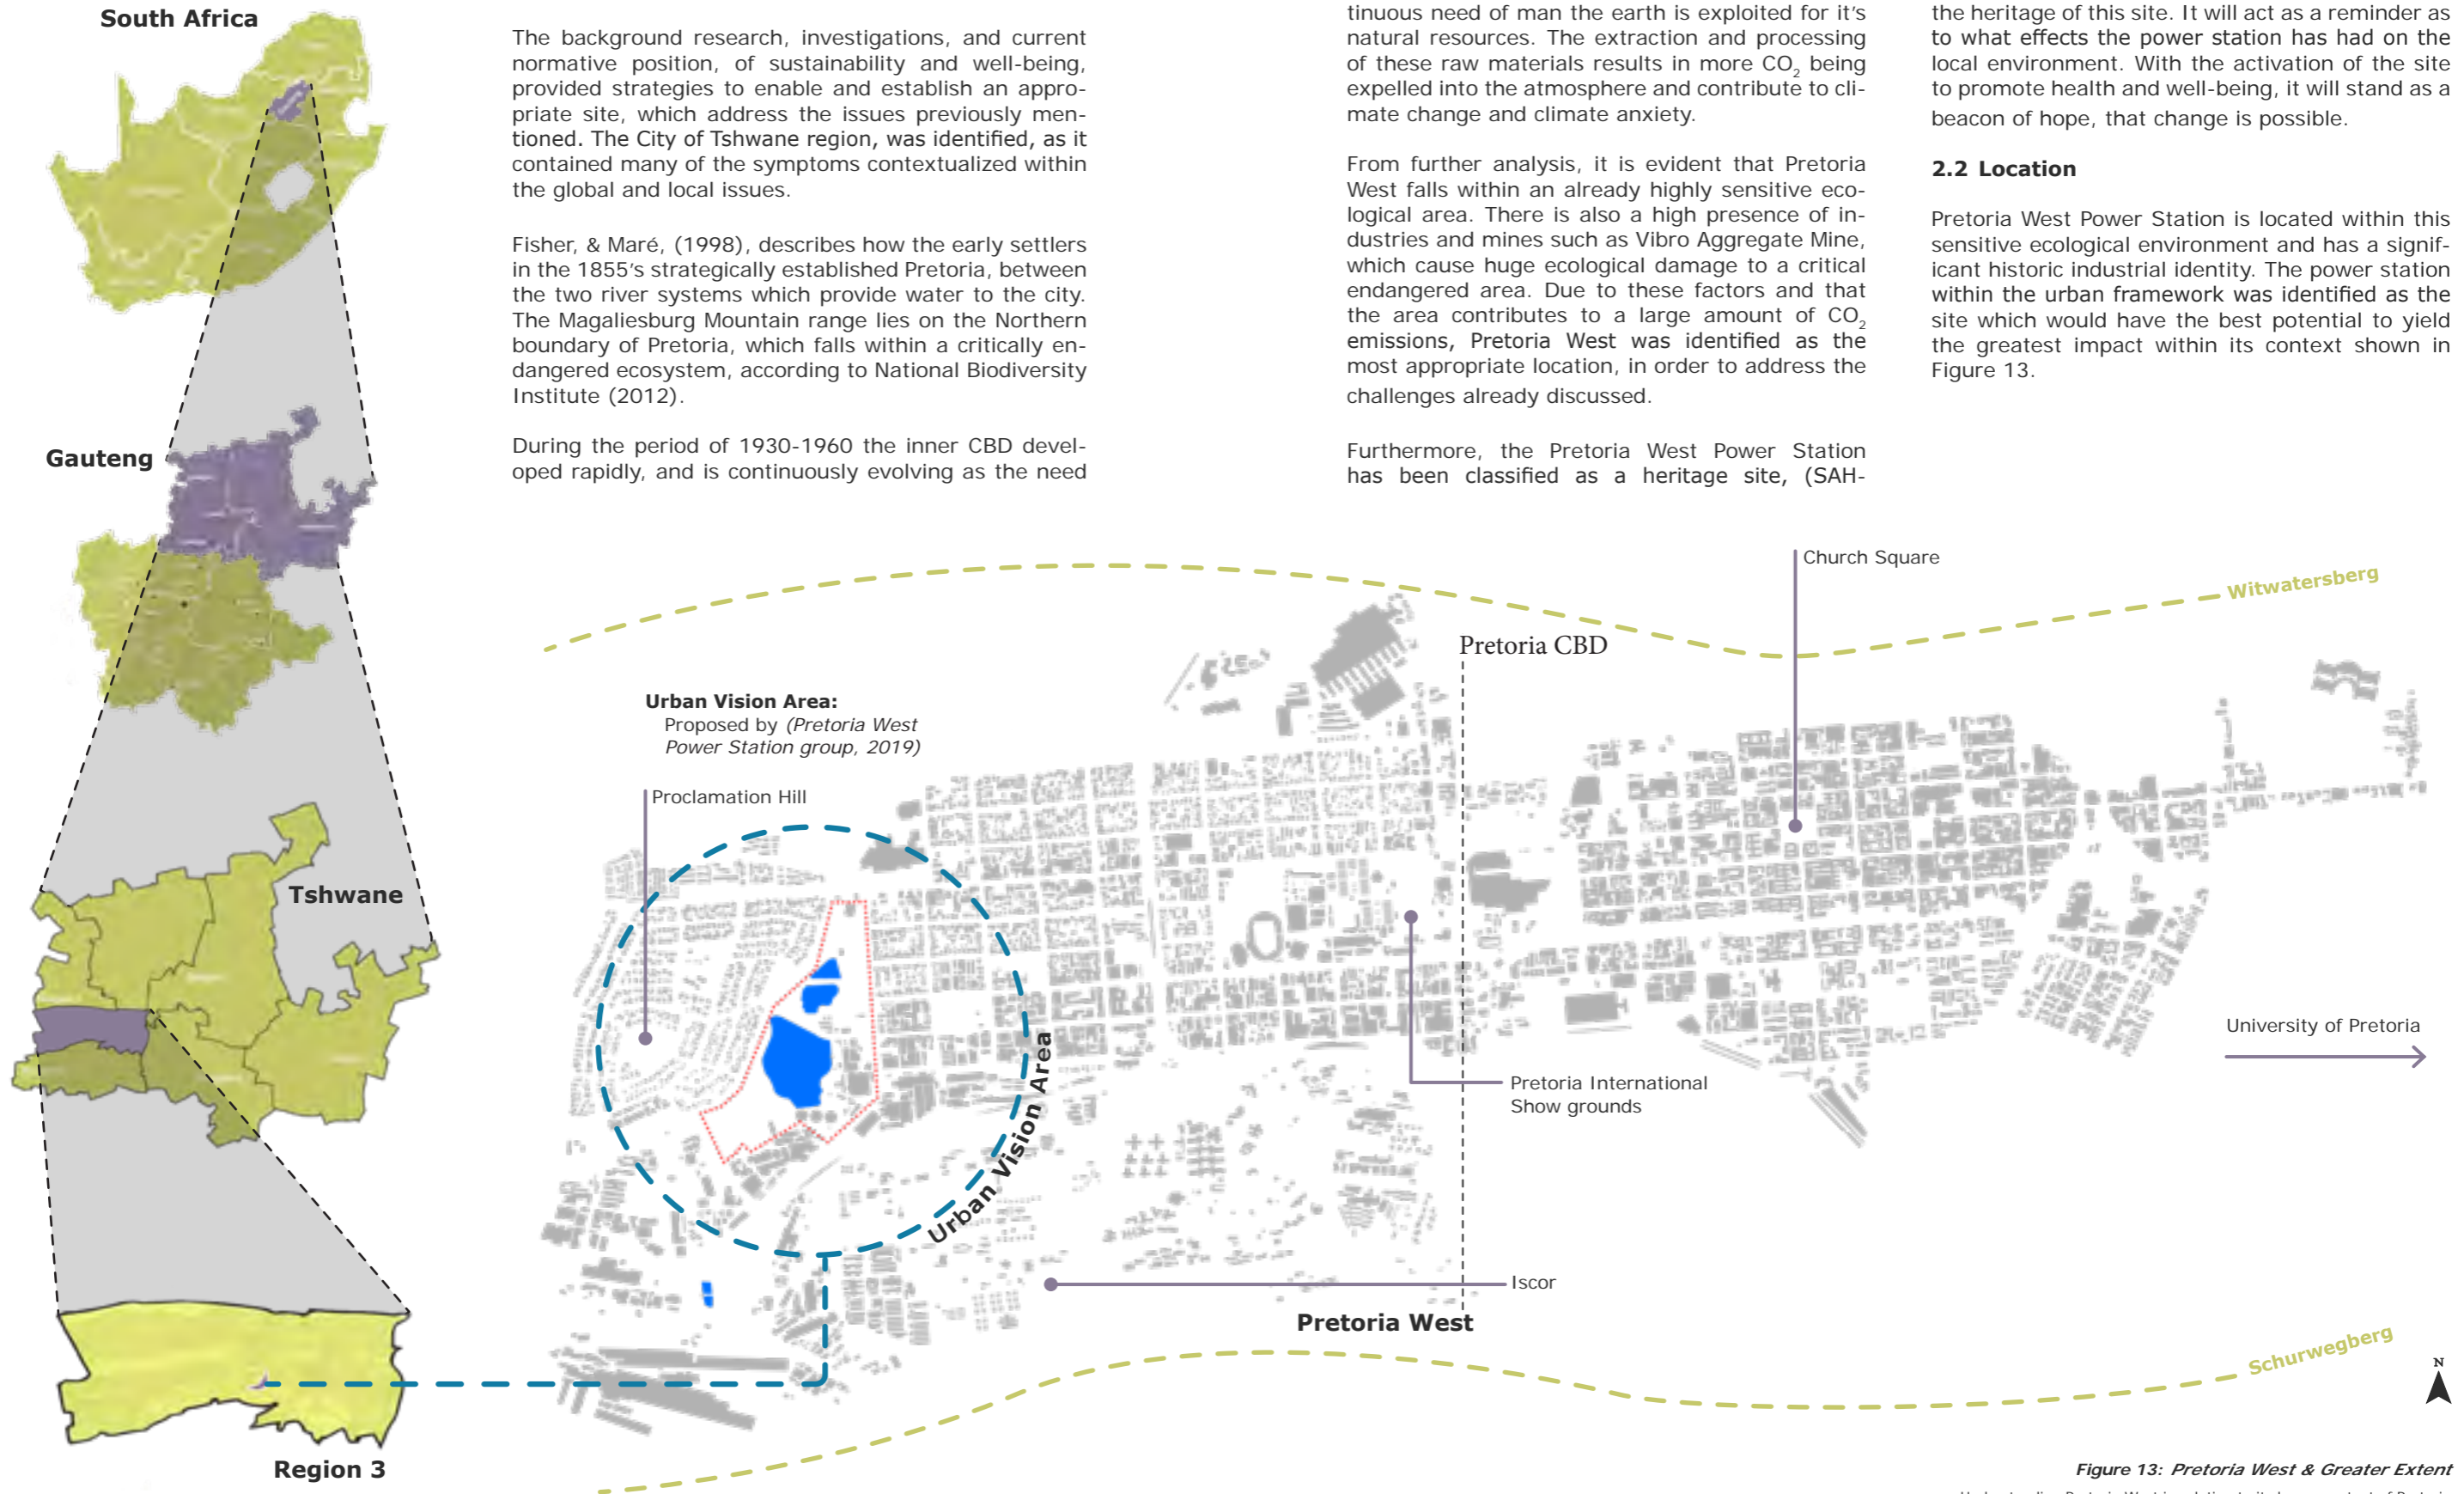 South Africa
Gauteng
Tshwane
Region 3
The background research, investigations, and current
normative position, of sustainability and well-being,
provided strategies to enable and establish an appro-
priate site, which address the issues previously men-
tioned. The City of Tshwane region, was identified, as it
contained many of the symptoms contextualized within
the global and local issues.
Fisher, & Maré, (1998), describes how the early settlers
in the 1855's strategically established Pretoria, between
the two river systems which provide water to the city.
The Magaliesburg Mountain range lies on the Northern
boundary of Pretoria, which falls within a critically en-
dangered ecosystem, according to National Biodiversity
Institute (2012).
During the period of 1930-1960 the inner CBD devel-
oped rapidly, and is continuously evolving as the need
tinuous need of man the earth is exploited for it's
natural resources. The extraction and processing
of these raw materials results in more CO₂ being
expelled into the atmosphere and contribute to cli-
mate change and climate anxiety.
From further analysis, it is evident that Pretoria
West falls within an already highly sensitive eco-
logical area. There is also a high presence of in-
dustries and mines such as Vibro Aggregate Mine,
which cause huge ecological damage to a critical
endangered area. Due to these factors and that
the area contributes to a large amount of CO₂
emissions, Pretoria West was identified as the
most appropriate location, in order to address the
challenges already discussed.
Furthermore, the Pretoria West Power Station
has been classified as a heritage site, (SAH-
the heritage of this site. It will act as a reminder as
to what effects the power station has had on the
local environment. With the activation of the site
to promote health and well-being, it will stand as a
beacon of hope, that change is possible.
2.2 Location
Pretoria West Power Station is located within this
sensitive ecological environment and has a signif-
icant historic industrial identity. The power station
within the urban framework was identified as the
site which would have the best potential to yield
the greatest impact within its context shown in
Figure 13.
Church Square
Witwatersberg
Pretoria CBD
Urban Vision Area:
Proposed by (Pretoria West
Power Station group, 2019)
Proclamation Hill
University of Pretoria
Urban Vision Area
Pretoria International
Show grounds
Iscor
Pretoria West
Schurwegberg
N
Figure 13: Pretoria West & Greater Extent